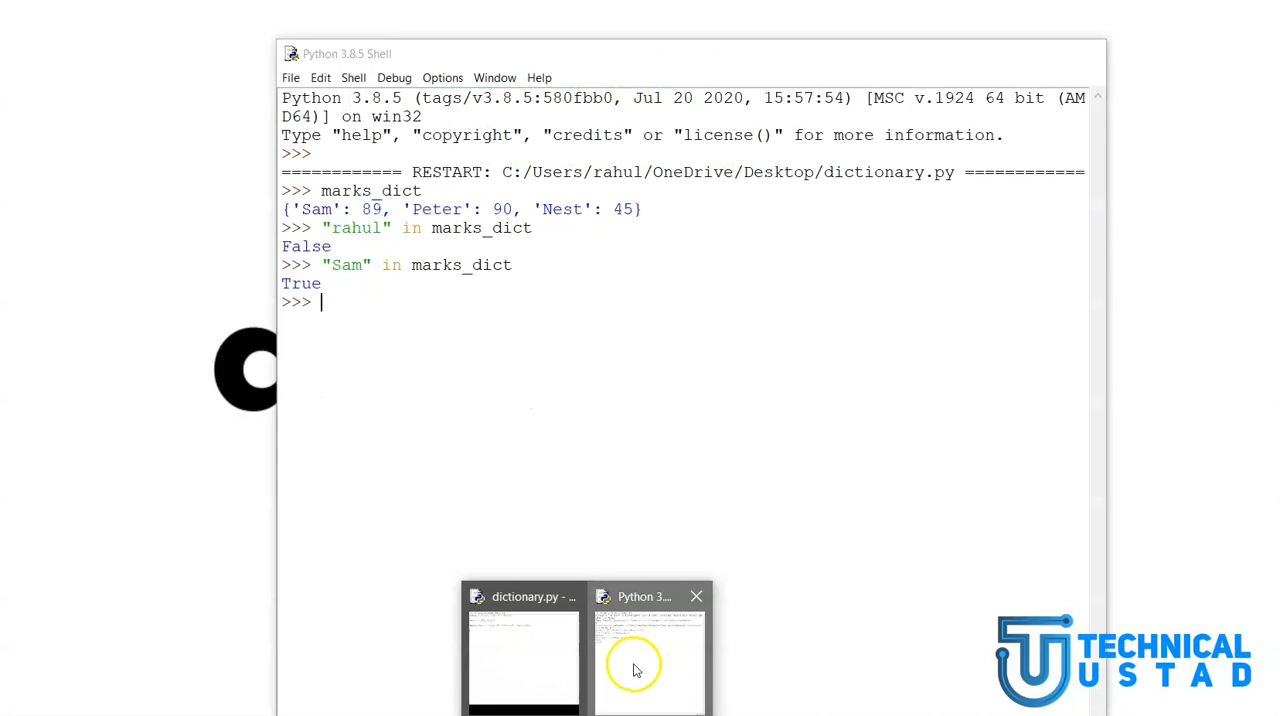 Python 3.8.5 Shell
File Edit Shell Debug Options Window Help
Python 3.8.5 (tags/v3.8.5:580fbb0, Jul 20 2020, 15:57:54) [MSC v.1924 64 bit (AM
D64)] on win32
Type "help", "copyright", "credits" or "license()" for more information.
>>>
============ RESTART: C:/Users/rahul/OneDrive/Desktop/dictionary.py ============
>>> marks_dict
{'Sam': 89, 'Peter': 90, 'Nest': 45}
>>> "rahul" in marks_dict
False
>>> "Sam" in marks_dict
True
>>>
dictionary.py - ... Python 3....
TECHNICAL
USTAD